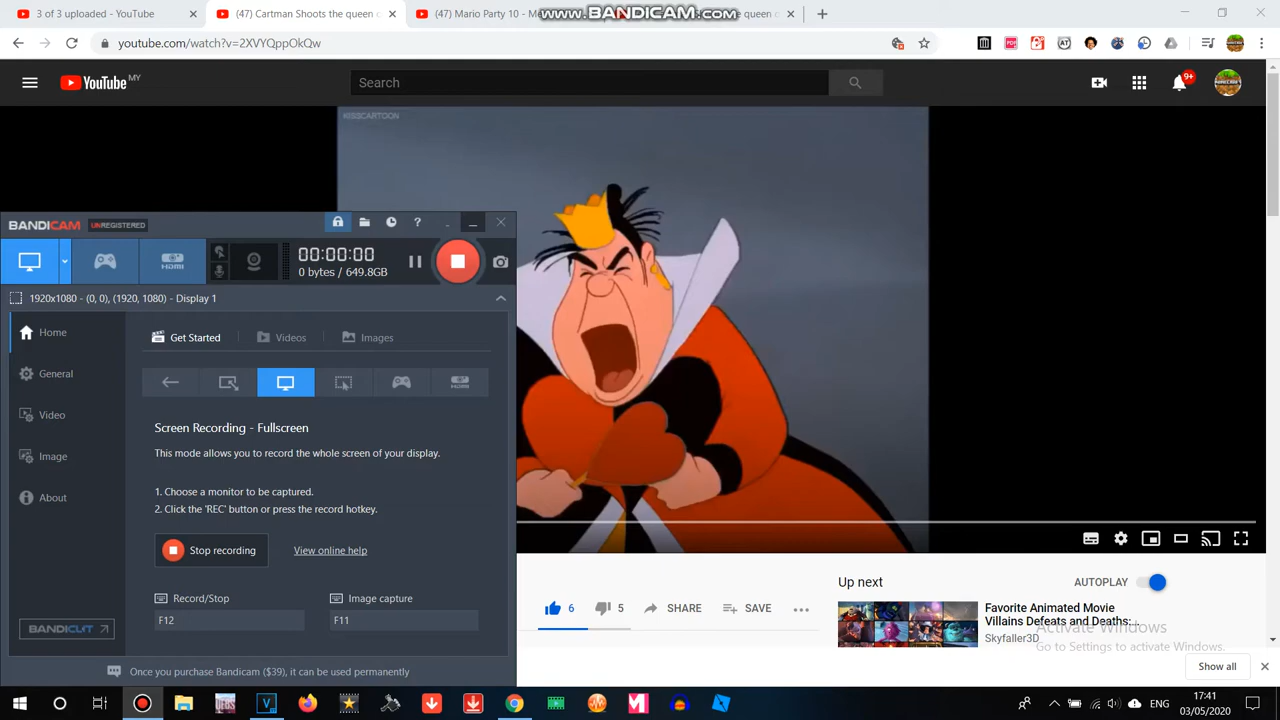 3 of 3 uploaded - YouTube
(47) Cartman Shoots the queen o
(47) Mario Party 10 - M
e queen o
www.BANDICAM.com
youtube.com/watch?v=2XVYQppOkQw
YouTube MY
Search
9+
KISSCARTOON
BANDICAM UNREGISTERED
HDMI
00:00:00
0 bytes / 649.8GB
1920x1080 - (0, 0), (1920, 1080) - Display 1
Home
Get Started
Videos
Images
General
Video
Screen Recording - Fullscreen
This mode allows you to record the whole screen of your display.
Image
1. Choose a monitor to be captured.
About
2. Click the 'REC' button or press the record hotkey.
Stop recording
View online help
Record/Stop
Image capture
F12
F11
BANDICUT
Once you purchase Bandicam ($39), it can be used permanently
Up next
AUTOPLAY
6
5
SHARE
SAVE
Favorite Animated Movie
Villains Defeats and Deaths:...
Skyfaller3D
Activate Windows
Go to Settings to activate Windows.
Show all
ENG
17:41
03/05/2020